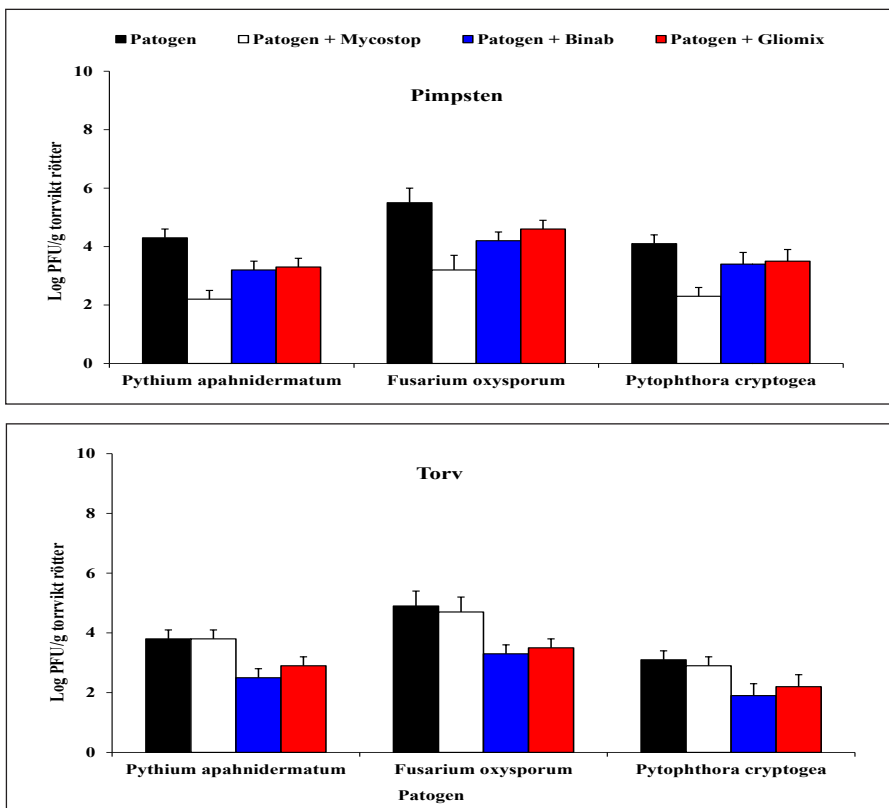 Patogen Patogen + Mycostop Patogen + Binab Patogen + Gliomix
Pimpsten
Log PFU/g torrvikt rötter
10
8
6
4
2
0
Pythium apahnidermatum Fusarium oxysporum Pytophthora cryptogea
Torv
Log PFU/g torrvikt rötter
10
8
6
4
2
0
Pythium apahnidermatum Fusarium oxysporum Pytophthora cryptogea
Patogen